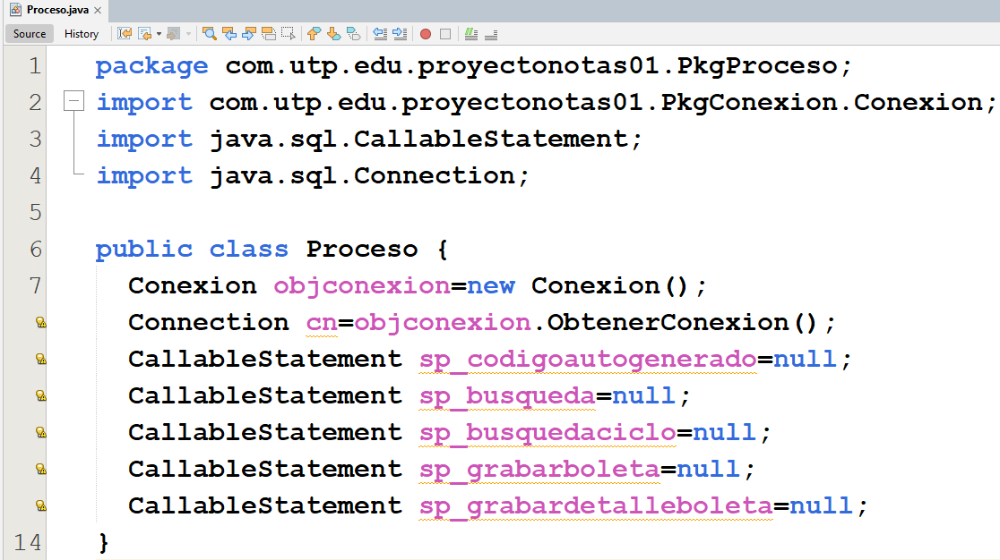 Proceso.java
Source History
1 package com.utp.edu.proyectonotas01.PkgProceso;
2 import com.utp.edu.proyectonotas01.PkgConexion.Conexion;
3 import java.sql.CallableStatement;
4 import java.sql.Connection;
5
6 public class Proceso {
7 Conexion objconexion=new Conexion();
Connection cn=objconexion.ObtenerConexion();
CallableStatement sp_codigoautogenerado=null;
CallableStatement sp_busqueda=null;
CallableStatement sp_busquedaciclo=null;
CallableStatement sp_grabarboleta=null;
CallableStatement sp_grabardetalleboleta=null;
14 }